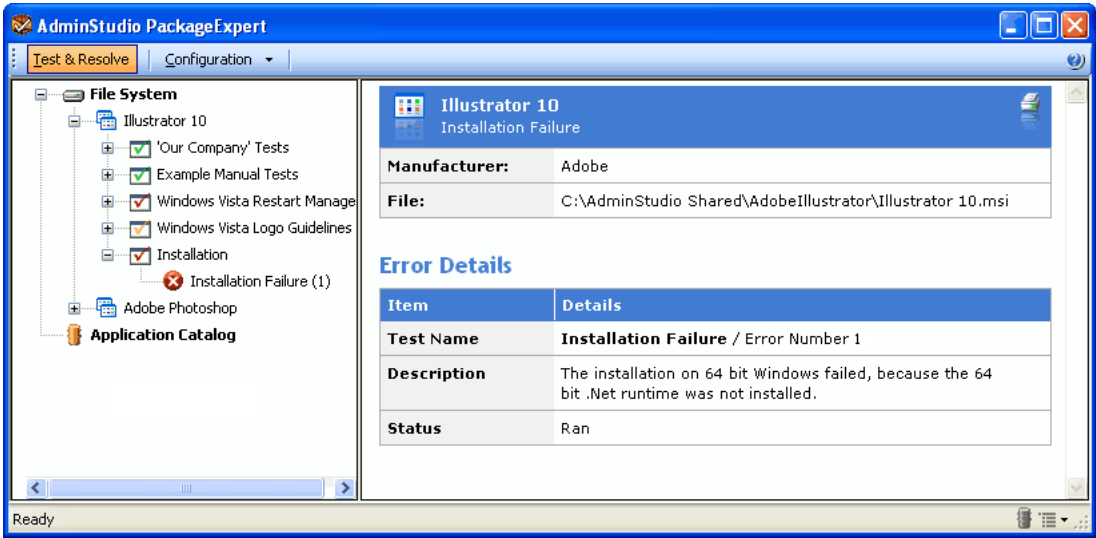 AdminStudio PackageExpert
Test & Resolve
Configuration
File System
Illustrator 10
'Our Company' Tests
Example Manual Tests
Windows Vista Restart Manage
Windows Vista Logo Guidelines
Installation
Installation Failure (1)
Adobe Photoshop
Application Catalog
Illustrator 10
Installation Failure
Manufacturer: Adobe
File: C:\AdminStudio Shared\AdobeIllustrator\Illustrator 10.msi
Error Details
Item Details
Test Name Installation Failure / Error Number 1
Description The installation on 64 bit Windows failed, because the 64
bit .Net runtime was not installed.
Status Ran
Ready